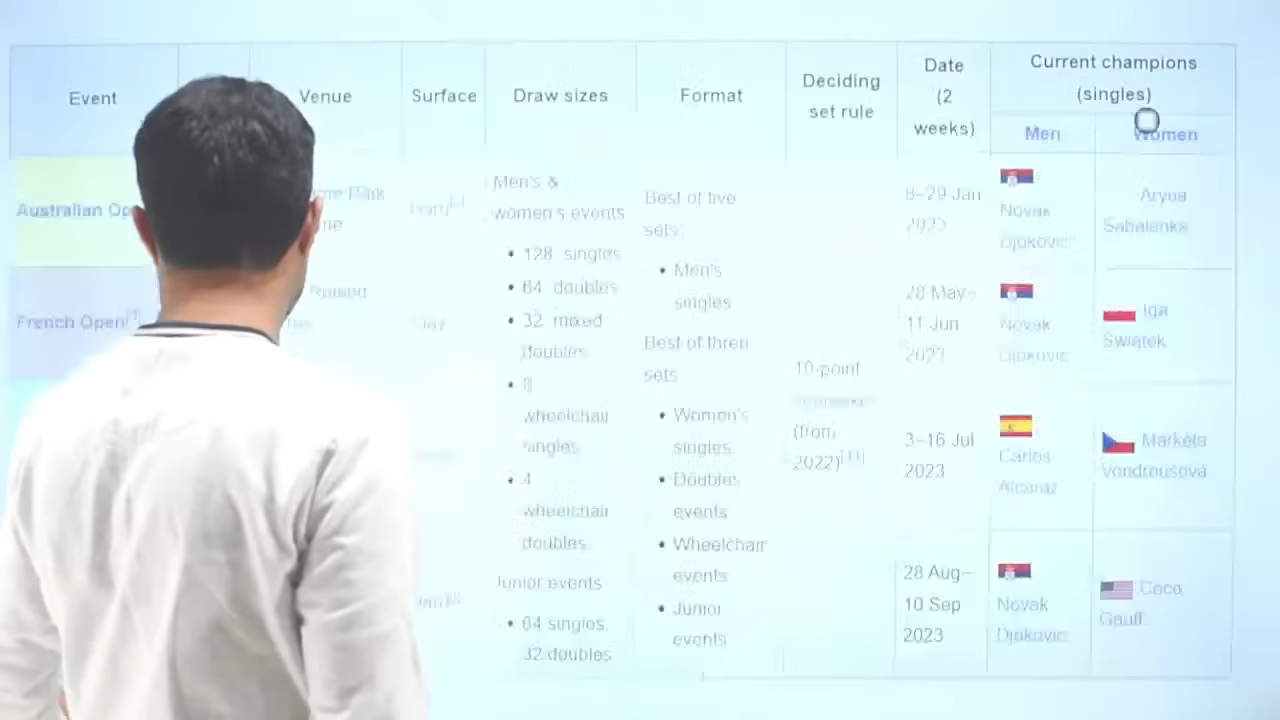 Event
Venue
Surface
Draw sizes
Format
Deciding
set rule
Date
(2
weeks)
Current champions
(singles)
Men
Women
Australian
Men's &
women's events
• 128 singles
• 64 doubles
• 32 mixed
doubles
• 8
wheelchair
singles
• 4
wheelchair
doubles
Junior events
• 64 singles,
32 doubles
Best of five
sets:
• Men's
singles
Best of three
sets
• Women's
singles
• Doubles
events
• Wheelchair
events
• Junior
events
10-point
(from
2022)[11]
2023
Novak
Djokovic
Aryna
Sabalenka
French Open
Clay
28 May–
11 Jun
2023
Novak
Djokovic
Iga
Świątek
3–16 Jul
2023
Carlos
Alcaraz
Markéta
Vondroušová
28 Aug–
10 Sep
2023
Novak
Djokovic
Coco
Gauff